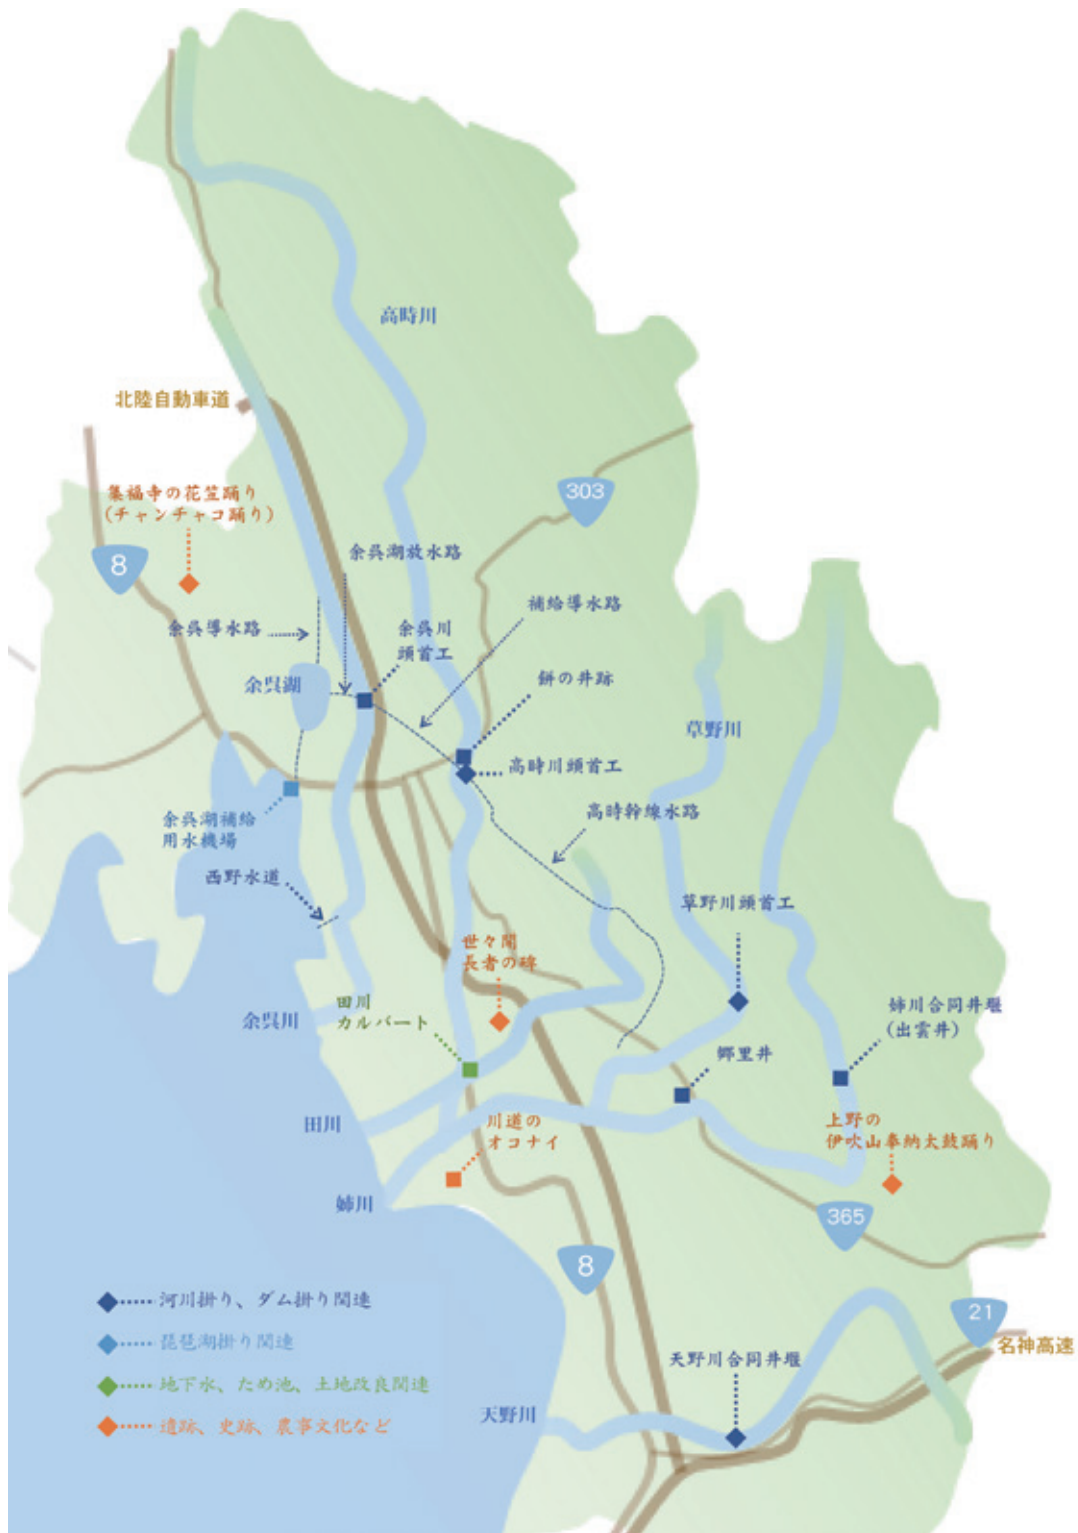 高時川
北陸自動車道
303
集福寺の花笠踊り
(チャンチャコ踊り)
8
余呉湖放水路
補給導水路
余呉導水路
余呉川
頭首工
餅の井跡
余呉湖
草野川
高時川頭首工
高時幹線水路
余呉湖補給
用水機場
西野水道
草野川頭首工
世々開
長者の碑
田川
カルバート
余呉川
姉川合同井堰
(出雲井)
郷里井
田川
川道の
オコナイ
上野の
伊吹山奉納太鼓踊り
姉川
365
8
河川掛り、ダム掛り関連
琵琶湖掛り関連
地下水、ため池、土地改良関連
遺跡、史跡、農事文化など
21
名神高速
天野川合同井堰
天野川